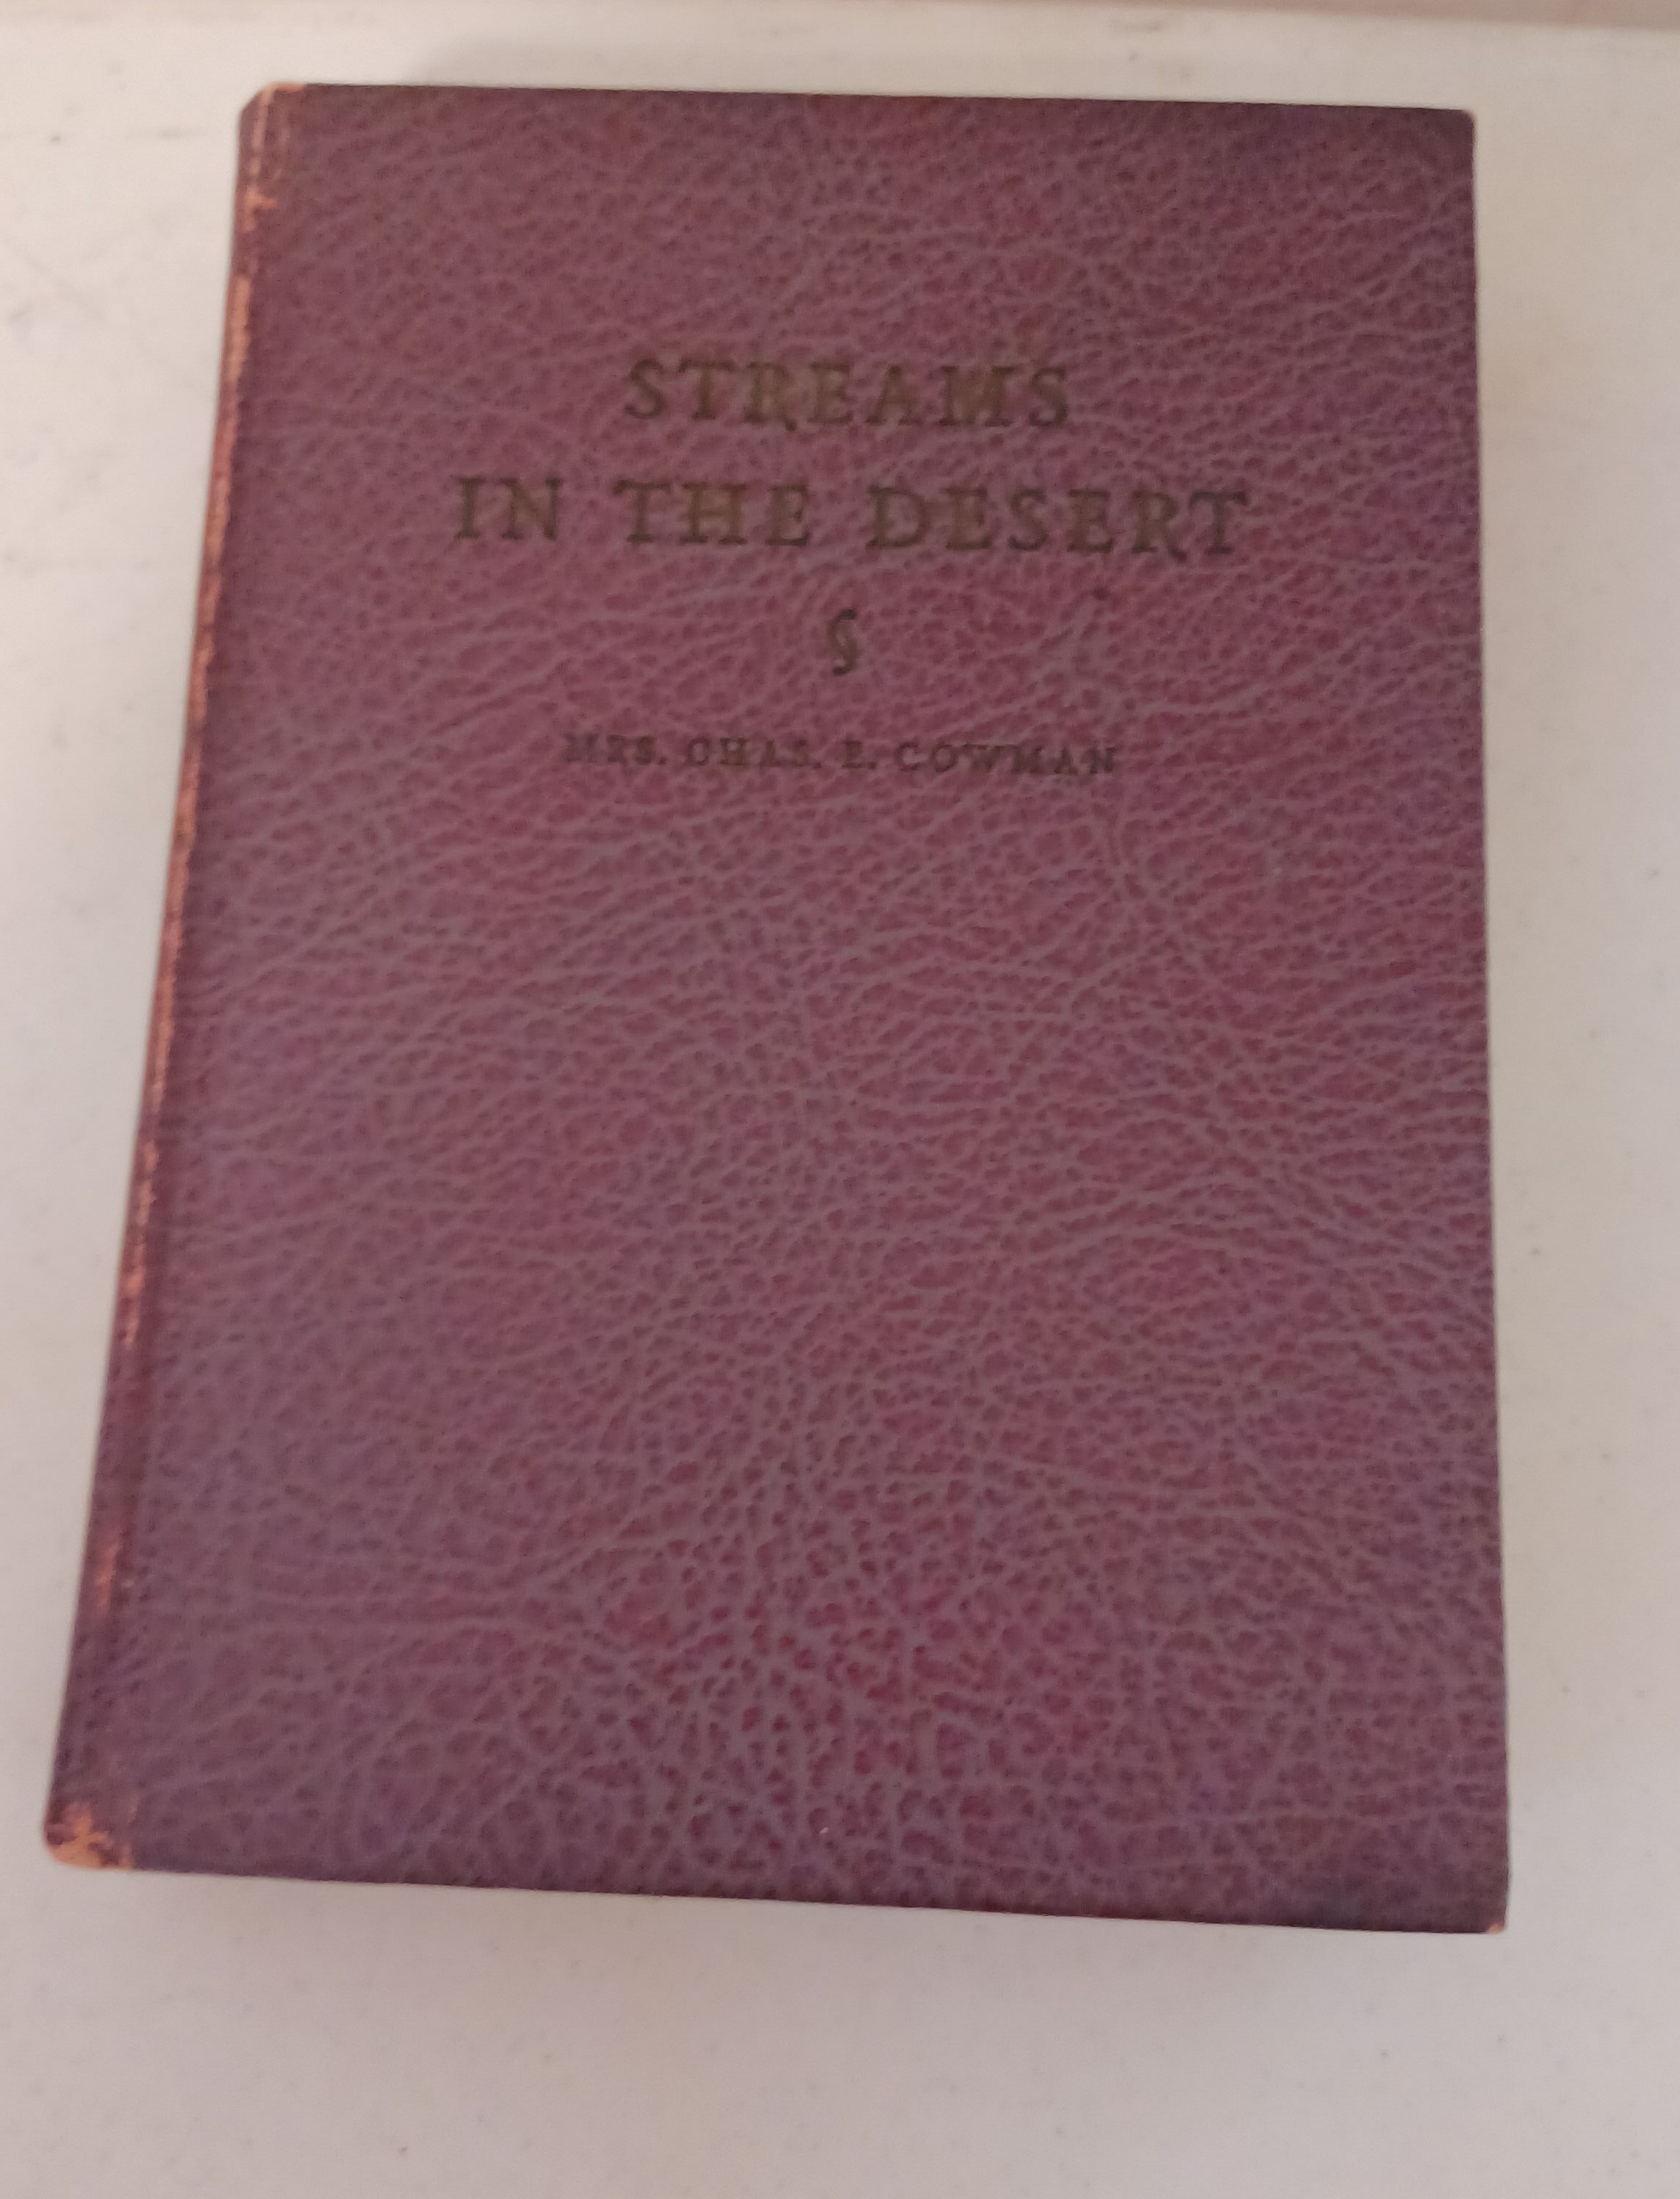 STREAMS
IN THE DESERT
MRS. CHAS. E. COWMAN